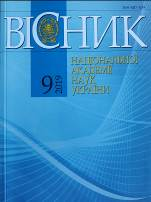 ВІСНИК
НАЦІОНАЛЬНОЇ
АКАДЕМІЇ
НАУК
УКРАЇНИ
9
2019